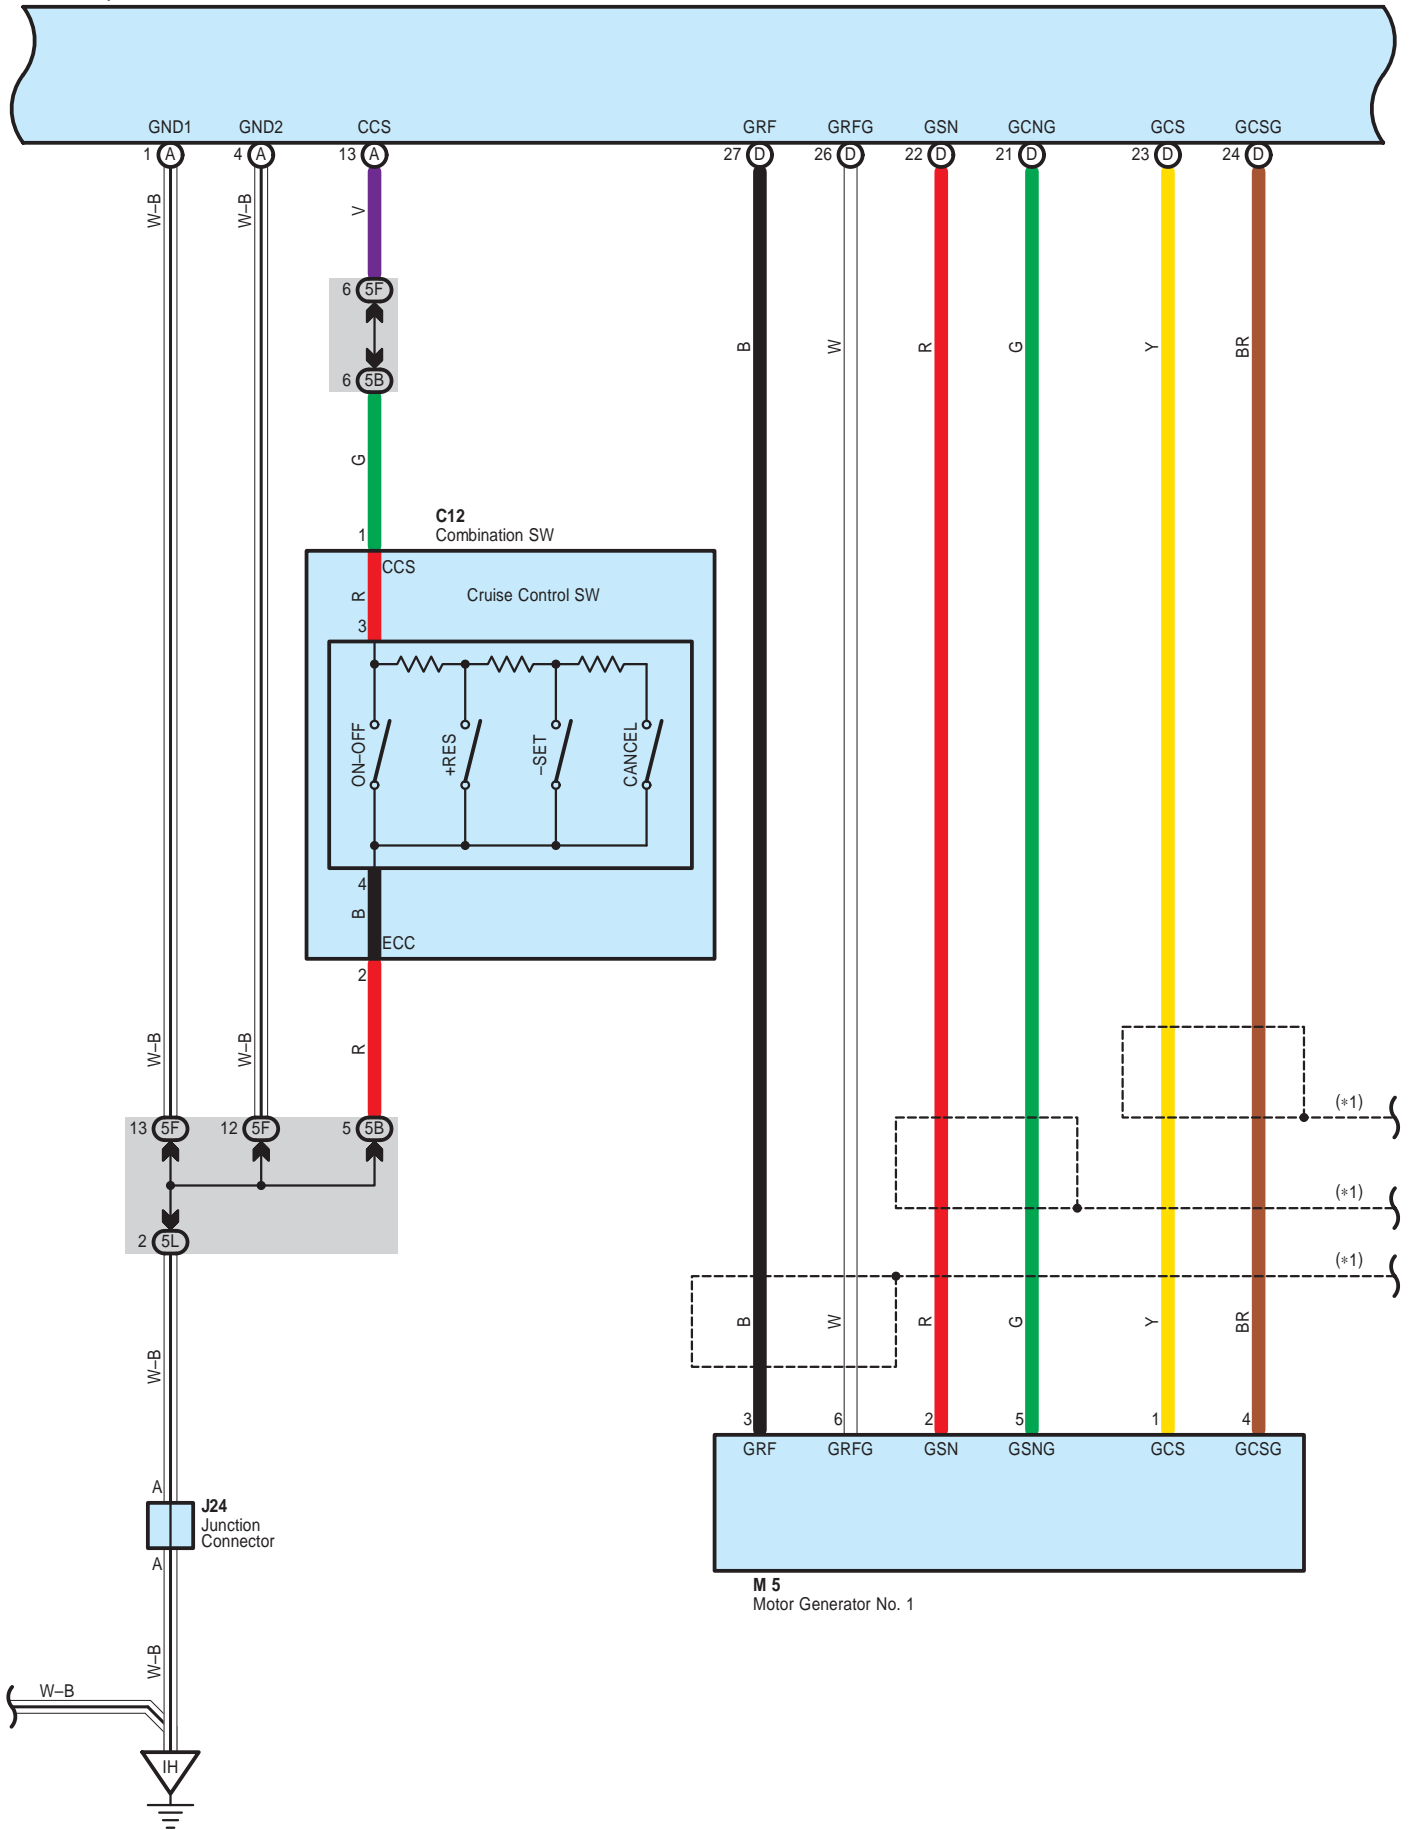 GND1 GND2 CCS GRF GRFG GSN GCNG GCS GCSG
1 A 4 A 13 A 27 D 26 D 22 D 21 D 23 D 24 D
W–B W–B V
6 5F
B W R G Y BR
6 5B
G
C12
Combination SW
1
CCS
R
Cruise Control SW
3
ON–OFF +RES –SET CANCEL
4
B
ECC
2
W–B W–B R
(*1)
13 5F 12 5F 5 5B
(*1)
2 5L
(*1)
B W R G Y BR
W–B
3 6 2 5 1 4
GRF GRFG GSN GSNG GCS GCSG
A
J24
Junction
Connector
A
M 5
Motor Generator No. 1
W–B
W–B
IH